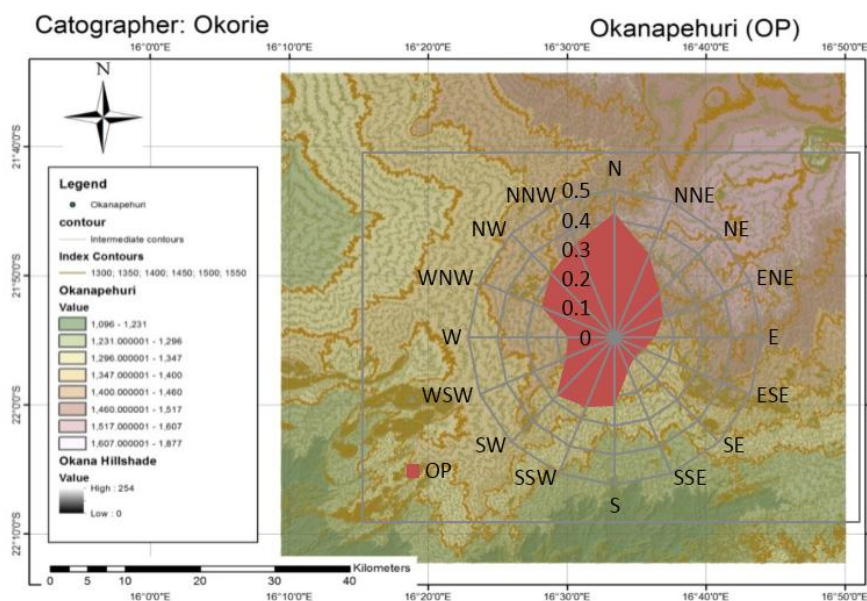 Catographer: Okorie
Okanapehuri (OP)
16°0'0"E
16°10'0"E
16°20'0"E
16°30'0"E
16°40'0"E
16°50'0"E
N
21°40'0"S
21°50'0"S
22°0'0"S
22°10'0"S
Legend
Okanapehuri
contour
Intermediate contours
Index Contours
1300; 1350; 1400; 1450; 1500; 1550
Okanapehuri
Value
1,096 - 1,231
1,231.000001 - 1,296
1,296.000001 - 1,347
1,347.000001 - 1,400
1,400.000001 - 1,460
1,460.000001 - 1,517
1,517.000001 - 1,607
1,607.000001 - 1,877
Okana Hillshade
Value
High : 254
Low : 0
N
NNE
NE
ENE
E
ESE
SE
SSE
S
SSW
SW
WSW
W
WNW
NW
NNW
0.5
0.4
0.3
0.2
0.1
0
OP
Kilometers
0 5 10 20 30 40
16°0'0"E
16°10'0"E
16°20'0"E
16°30'0"E
16°40'0"E
16°50'0"E